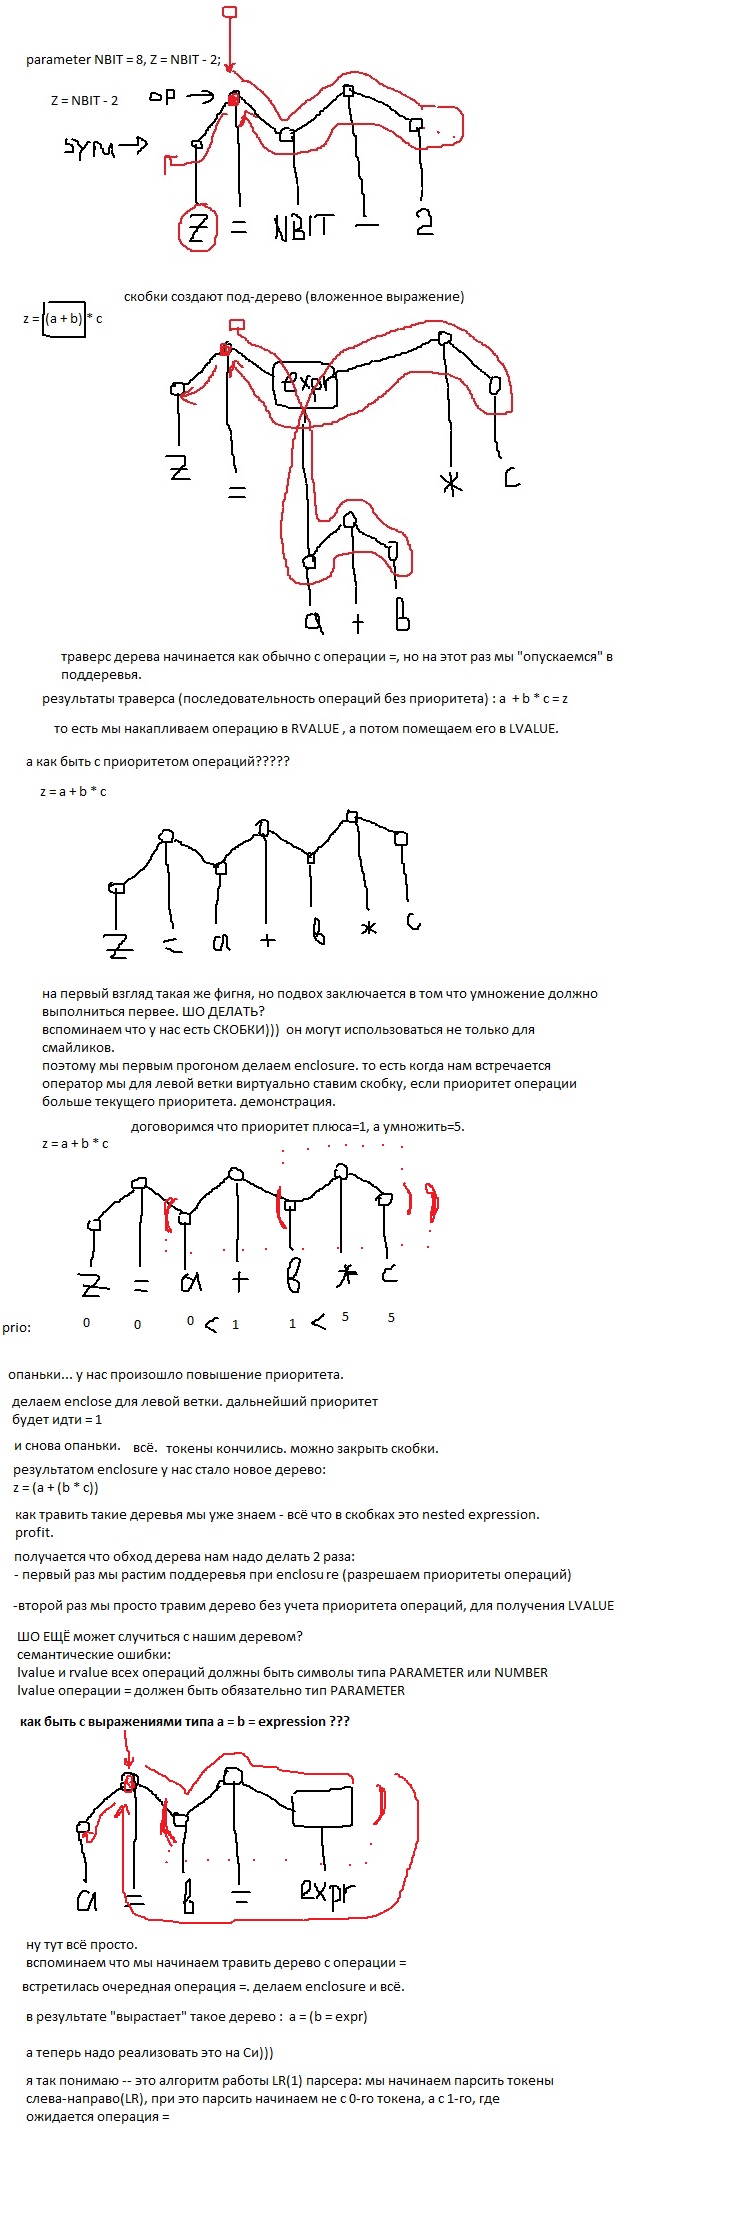 parameter NBIT = 8, Z = NBIT - 2;
Z = NBIT - 2
OP
SYM
Z = NBIT - 2
скобки создают под-дерево (вложенное выражение)
z = (a + b) * c
expr
Z = * c
a + b
траверс дерева начинается как обычно с операции =, но на этот раз мы "опускаемся" в
поддеревья.
результаты траверса (последовательность операций без приоритета) : a + b * c = z
то есть мы накапливаем операцию в RVALUE , а потом помещаем его в LVALUE.
а как быть с приоритетом операций?????
z = a + b * c
Z = a + b * c
на первый взгляд такая же фигня, но подвох заключается в том что умножение должно
выполниться первее. ШО ДЕЛАТЬ?
вспоминаем что у нас есть СКОБКИ))) он могут использоваться не только для
смайликов.
поэтому мы первым прогоном делаем enclosure. то есть когда нам встречается
оператор мы для левой ветки виртуально ставим скобку, если приоритет операции
больше текущего приоритета. демонстрация.
договоримся что приоритет плюса=1, а умножить=5.
z = a + b * c
( ( ) )
Z = a + b * c
prio: 0 0 0 < 1 1 < 5 5
опаньки... у нас произошло повышение приоритета.
делаем enclose для левой ветки. дальнейший приоритет
будет идти = 1
и снова опаньки. всё. токены кончились. можно закрыть скобки.
результатом enclosure у нас стало новое дерево:
z = (a + (b * c))
как травить такие деревья мы уже знаем - всё что в скобках это nested expression.
profit.
получается что обход дерева нам надо делать 2 раза:
- первый раз мы растим поддеревья при enclosure (разрешаем приоритеты операций)
-второй раз мы просто травим дерево без учета приоритета операций, для получения LVALUE
ШО ЕЩЁ может случиться с нашим деревом?
семантические ошибки:
lvalue и rvalue всех операций должны быть символы типа PARAMETER или NUMBER
lvalue операции = должен быть обязательно тип PARAMETER
как быть с выражениями типа a = b = expression ???
( )
a = b = expr
ну тут всё просто.
вспоминаем что мы начинаем травить дерево с операции =
встретилась очередная операция =. делаем enclosure и всё.
в результате "вырастает" такое дерево : a = (b = expr)
а теперь надо реализовать это на Си)))
я так понимаю -- это алгоритм работы LR(1) парсера: мы начинаем парсить токены
слева-направо(LR), при это парсить начинаем не с 0-го токена, а с 1-го, где
ожидается операция =